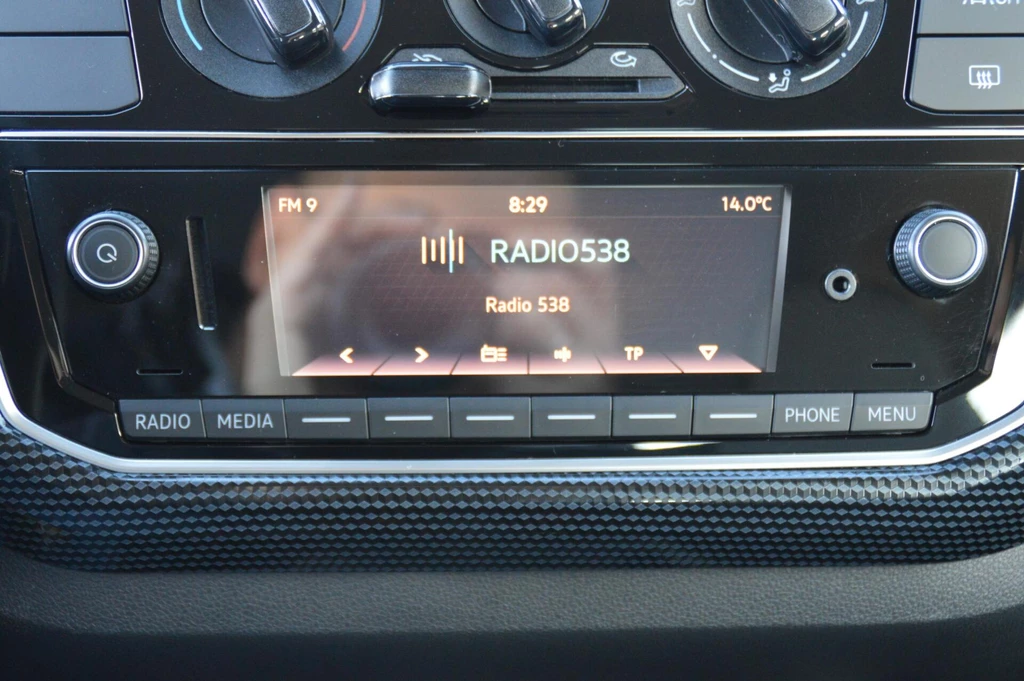 FM 9 8:29 14.0°C
RADIO538
Radio 538
TP
RADIO MEDIA PHONE MENU